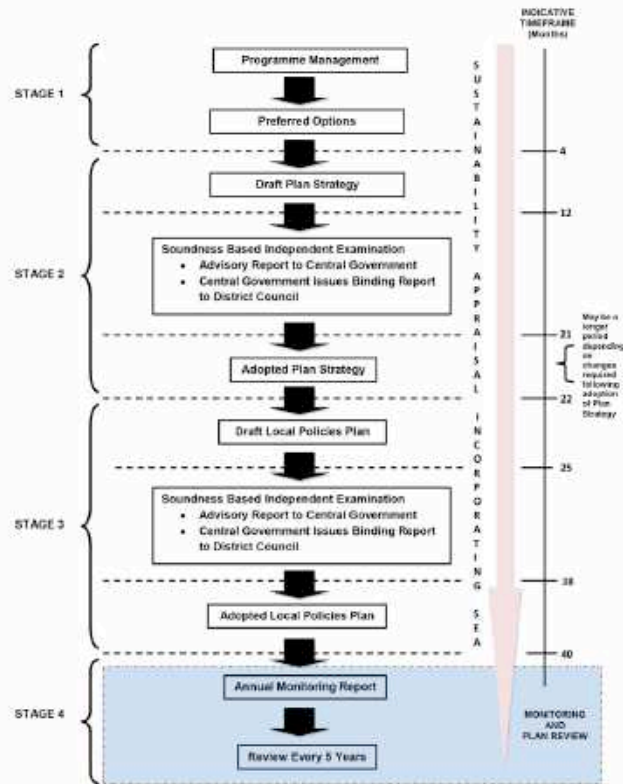 INDICATIVE
TIMEFRAME
(Months)
STAGE 1
Programme Management
Preferred Options
4
STAGE 2
Draft Plan Strategy
12
Soundness Based Independent Examination
• Advisory Report to Central Government
• Central Government Issues Binding Report
to District Council
21
Adopted Plan Strategy
May be a
longer
period
depending
on
changes
required
following
adoption
of Plan
Strategy
22
STAGE 3
Draft Local Policies Plan
25
Soundness Based Independent Examination
• Advisory Report to Central Government
• Central Government Issues Binding Report
to District Council
38
Adopted Local Policies Plan
40
SUSTAINABILITY APPRAISAL INCORPORATING SEA
STAGE 4
Annual Monitoring Report
Review Every 5 Years
MONITORING
AND
PLAN REVIEW